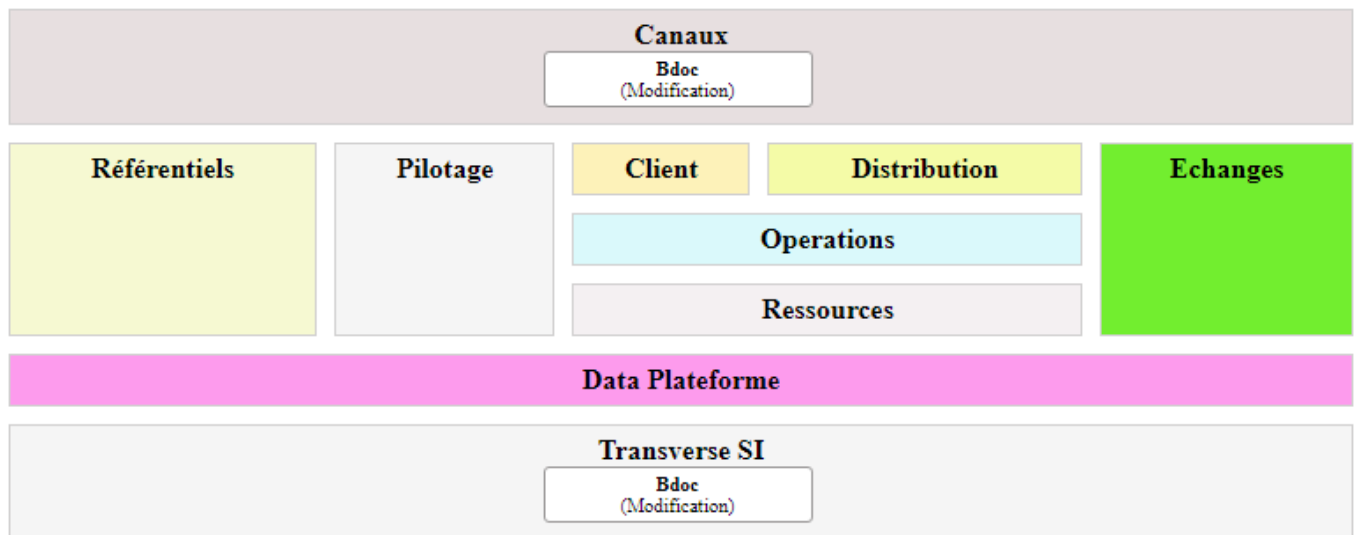 Canaux
Bdoc
(Modification)
Référentiels
Pilotage
Client
Distribution
Echanges
Operations
Ressources
Data Plateforme
Transverse SI
Bdoc
(Modification)